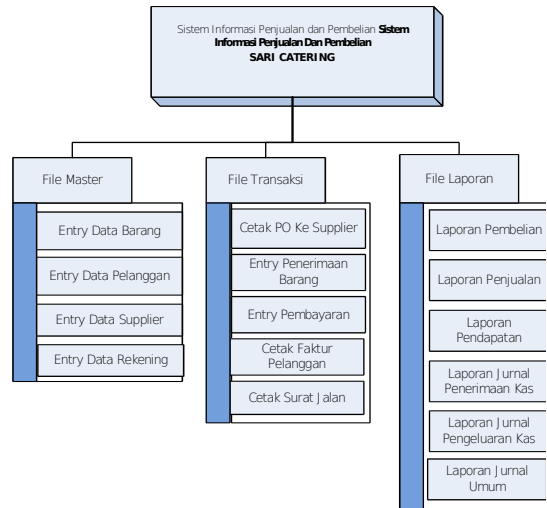 Sistem Informasi Penjualan dan Pembelian Sistem
Informasi Penjualan Dan Pembelian
SARI CATERING
File Master
Entry Data Barang
Entry Data Pelanggan
Entry Data Supplier
Entry Data Rekening
File Transaksi
Cetak PO Ke Supplier
Entry Penerimaan
Barang
Entry Pembayaran
Cetak Faktur
Pelanggan
Cetak Surat Jalan
File Laporan
Laporan Pembelian
Laporan Penjualan
Laporan
Pendapatan
Laporan Jurnal
Penerimaan Kas
Laporan Jurnal
Pengeluaran Kas
Laporan Jurnal
Umum